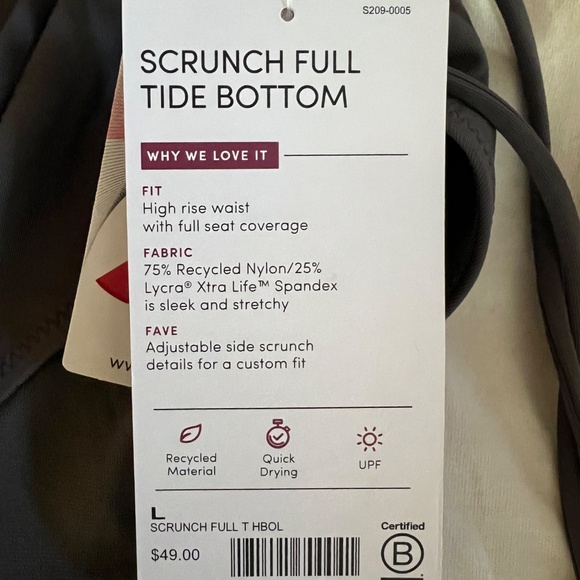 S209-0005
SCRUNCH FULL
TIDE BOTTOM
WHY WE LOVE IT
FIT
High rise waist
with full seat coverage
FABRIC
75% Recycled Nylon/25%
Lycra® Xtra Life™ Spandex
is sleek and stretchy
FAVE
Adjustable side scrunch
details for a custom fit
Recycled
Material
Quick
Drying
UPF
L
SCRUNCH FULL T HBOL
$49.00
Certified
B